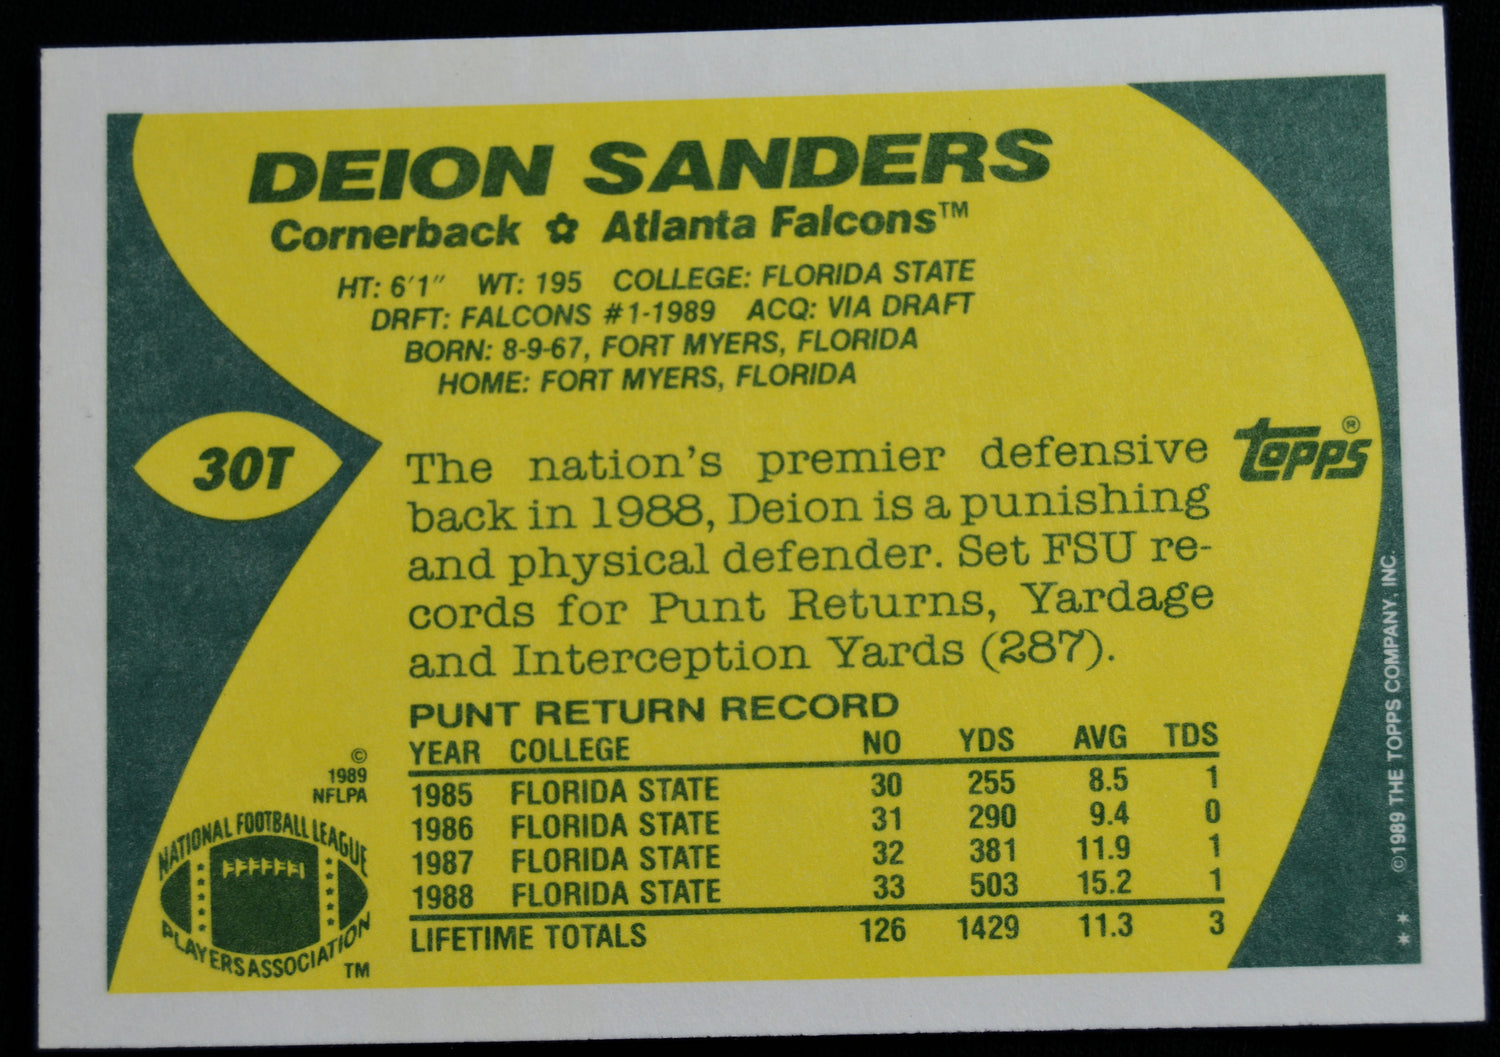 DEION SANDERS
Cornerback ✿ Atlanta Falcons™
HT: 6'1" WT: 195 COLLEGE: FLORIDA STATE
DRFT: FALCONS #1-1989 ACQ: VIA DRAFT
BORN: 8-9-67, FORT MYERS, FLORIDA
HOME: FORT MYERS, FLORIDA
30T
The nation's premier defensive
back in 1988, Deion is a punishing
and physical defender. Set FSU re-
cords for Punt Returns, Yardage
and Interception Yards (287).
TOPPS®
PUNT RETURN RECORD
YEAR COLLEGE NO YDS AVG TDS
1985 FLORIDA STATE 30 255 8.5 1
1986 FLORIDA STATE 31 290 9.4 0
1987 FLORIDA STATE 32 381 11.9 1
1988 FLORIDA STATE 33 503 15.2 1
LIFETIME TOTALS 126 1429 11.3 3
©
1989
NFLPA
NATIONAL FOOTBALL LEAGUE
PLAYERS ASSOCIATION
TM
©1989 THE TOPPS COMPANY, INC.
**